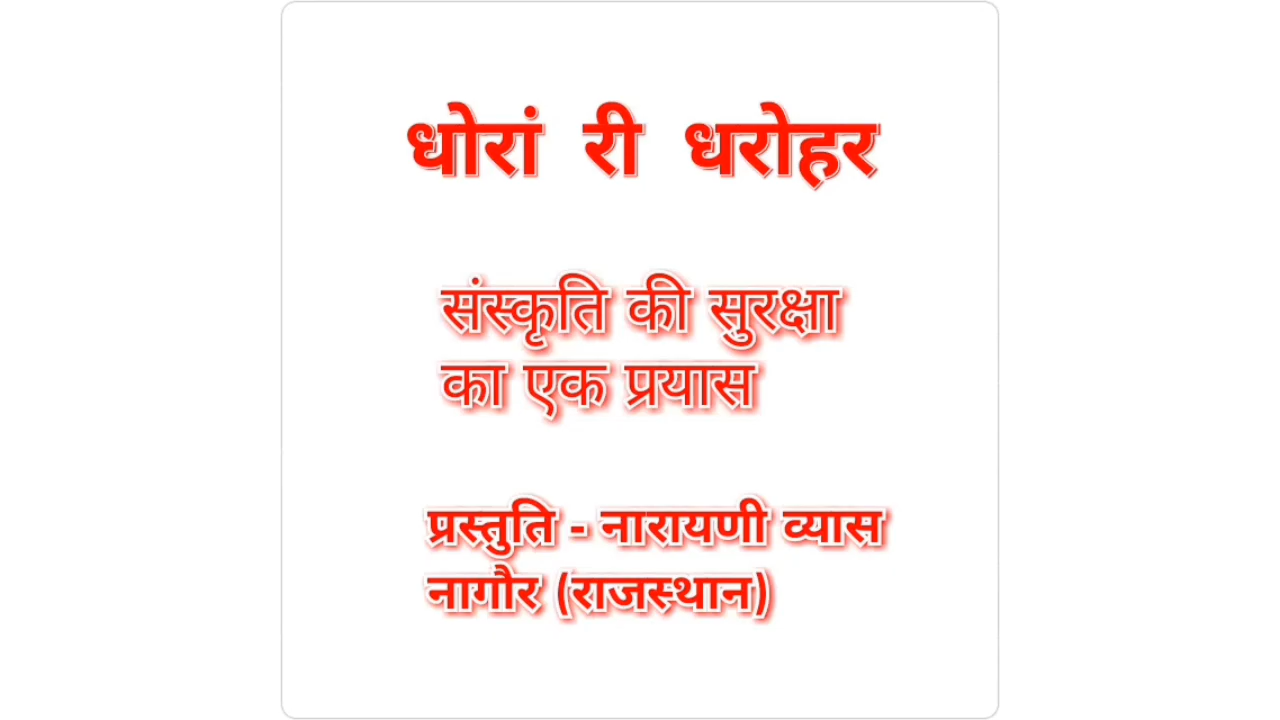 धोरां री धरोहर
संस्कृति की सुरक्षा
का एक प्रयास
प्रस्तुति - नारायणी व्यास
नागौर (राजस्थान)